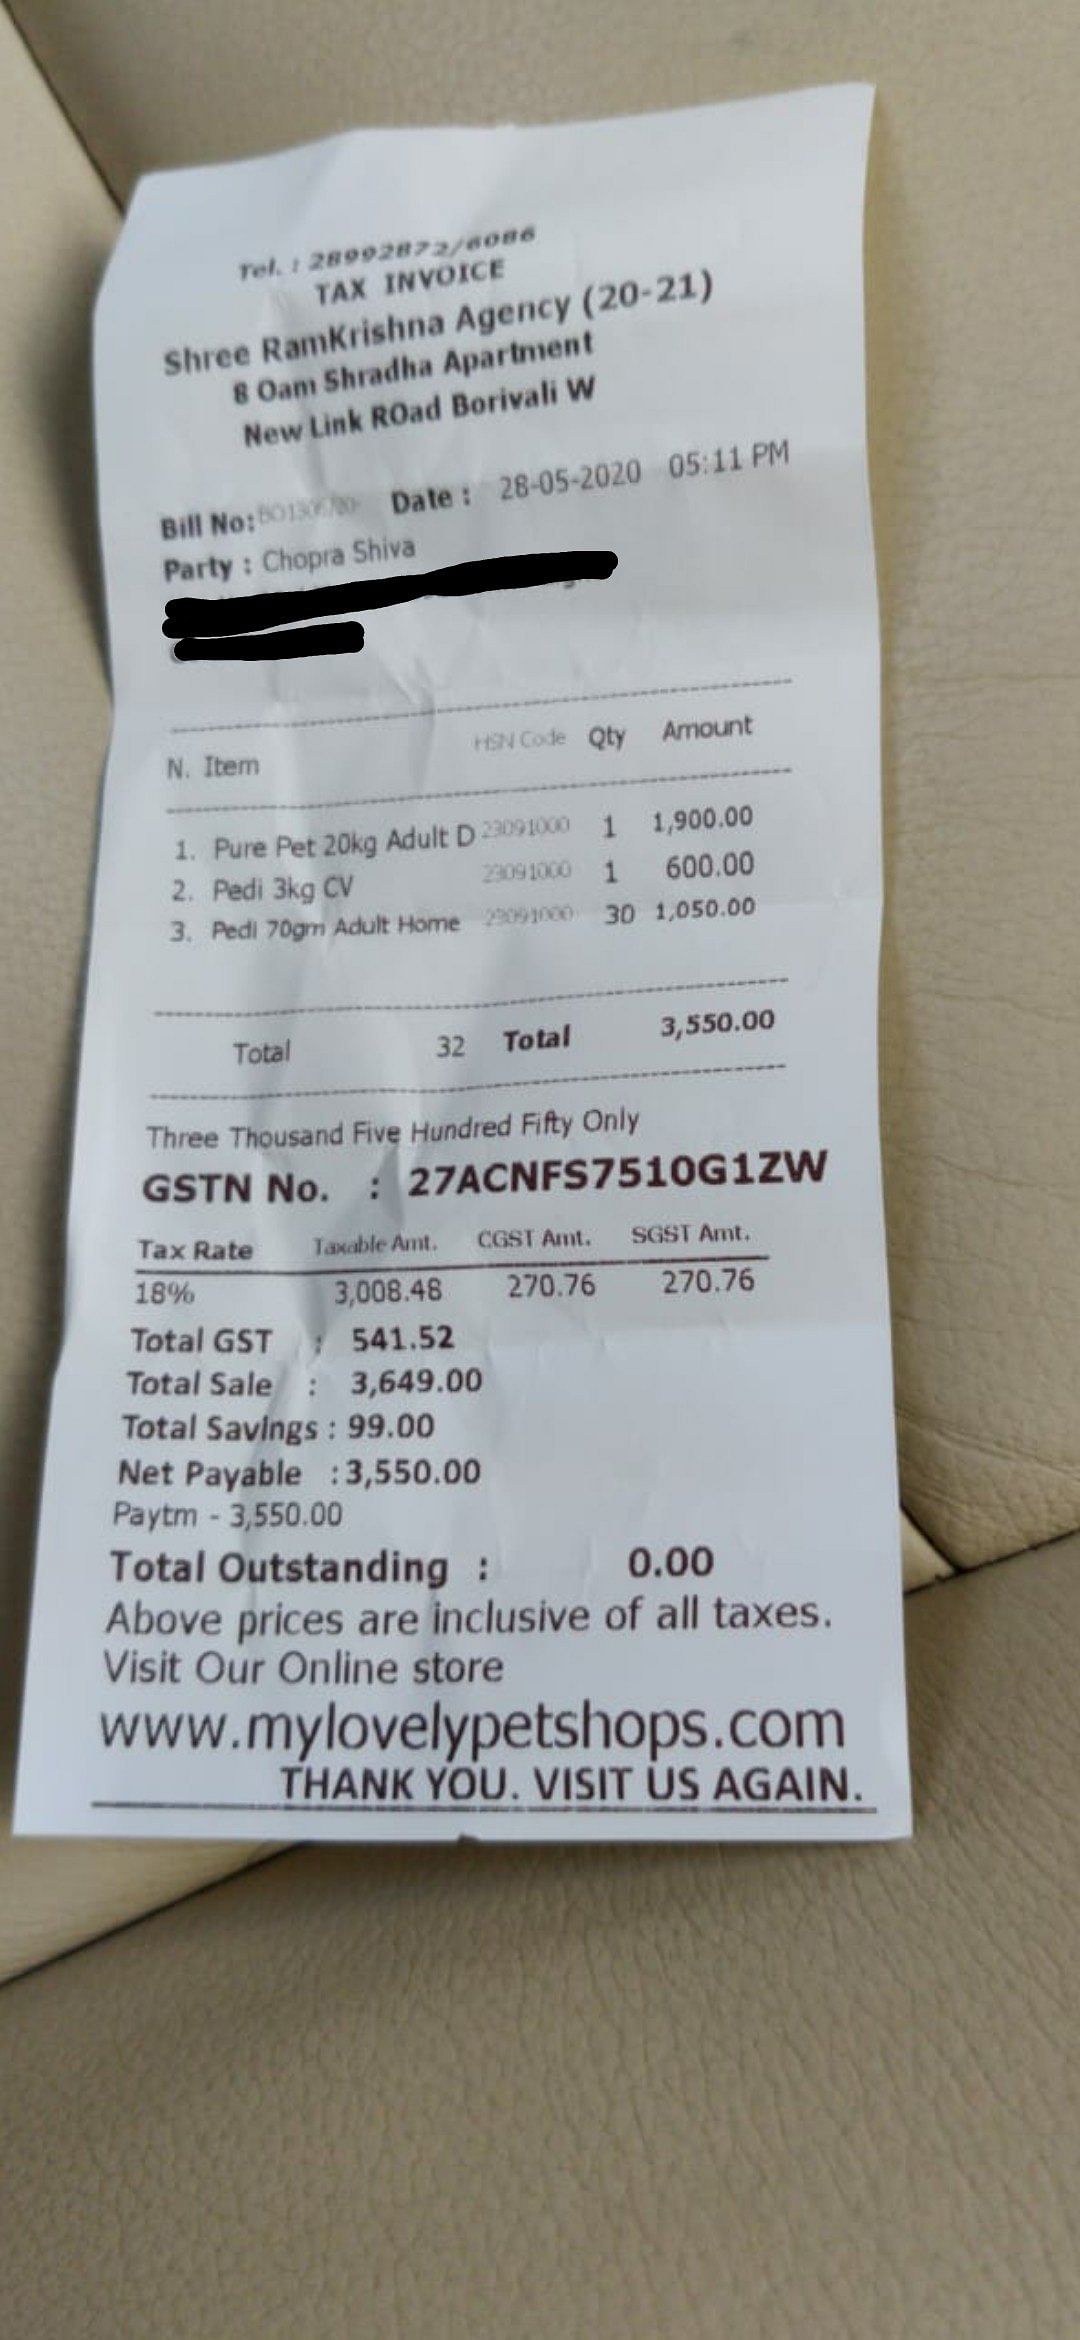 Tel. : 28992872/6086
TAX INVOICE
Shree RamKrishna Agency (20-21)
8 Oam Shradha Apartment
New Link ROad Borivali W
Bill No: Date : 28-05-2020 05:11 PM
Party : Chopra Shiva
N. Item HSN Code Qty Amount
1. Pure Pet 20kg Adult D 23091000 1 1,900.00
2. Pedi 3kg CV 23091000 1 600.00
3. Pedi 70gm Adult Home 23091000 30 1,050.00
Total 32 Total 3,550.00
Three Thousand Five Hundred Fifty Only
GSTN No. : 27ACNFS7510G1ZW
Tax Rate Taxable Amt. CGST Amt. SGST Amt.
18% 3,008.48 270.76 270.76
Total GST : 541.52
Total Sale : 3,649.00
Total Savings : 99.00
Net Payable : 3,550.00
Paytm - 3,550.00
Total Outstanding : 0.00
Above prices are inclusive of all taxes.
Visit Our Online store
www.mylovelypetshops.com
THANK YOU. VISIT US AGAIN.